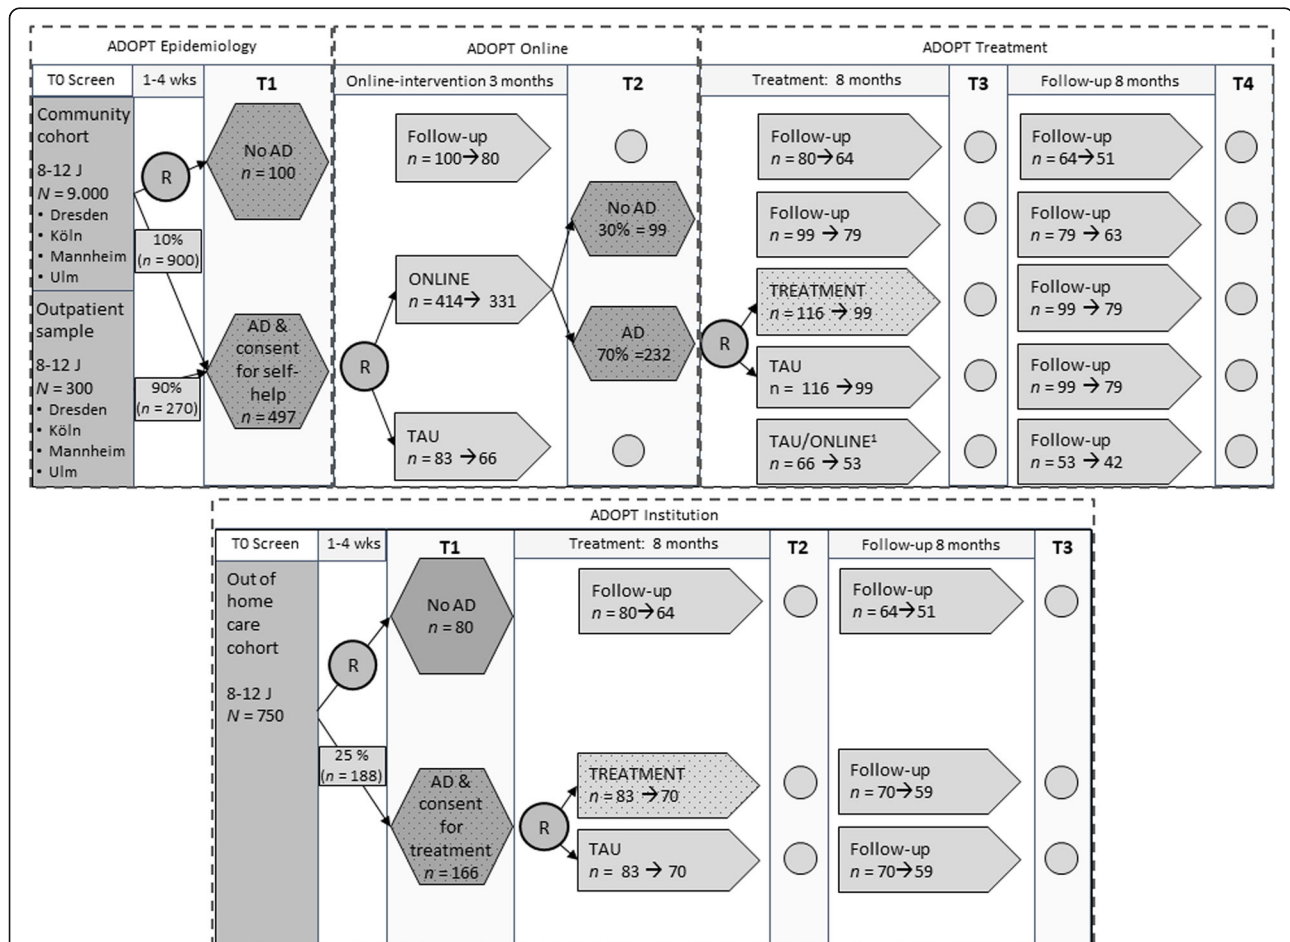 ADOPT Epidemiology
ADOPT Online
ADOPT Treatment
T0 Screen
1-4 wks
T1
Online-intervention 3 months
T2
Treatment: 8 months
T3
Follow-up 8 months
T4
Community
cohort
8-12 J
N = 9.000
• Dresden
• Köln
• Mannheim
• Ulm
Outpatient
sample
8-12 J
N = 300
• Dresden
• Köln
• Mannheim
• Ulm
R
10%
(n = 900)
90%
(n = 270)
No AD
n = 100
AD &
consent
for self-
help
n = 497
R
Follow-up
n = 100→80
ONLINE
n = 414→ 331
TAU
n = 83 →66
No AD
30% = 99
AD
70% =232
R
Follow-up
n = 80→64
Follow-up
n = 99 → 79
TREATMENT
n = 116 → 99
TAU
n = 116 →99
TAU/ONLINE¹
n = 66 → 53
Follow-up
n = 64→51
Follow-up
n = 79 → 63
Follow-up
n = 99 → 79
Follow-up
n = 99 → 79
Follow-up
n = 53 → 42
ADOPT Institution
T0 Screen
1-4 wks
T1
Treatment: 8 months
T2
Follow-up 8 months
T3
Out of
home
care
cohort
8-12 J
N = 750
R
25 %
(n = 188)
No AD
n = 80
AD &
consent
for
treatment
n = 166
R
Follow-up
n = 80→64
TREATMENT
n = 83 → 70
TAU
n = 83 → 70
Follow-up
n = 64→51
Follow-up
n = 70→59
Follow-up
n = 70→59